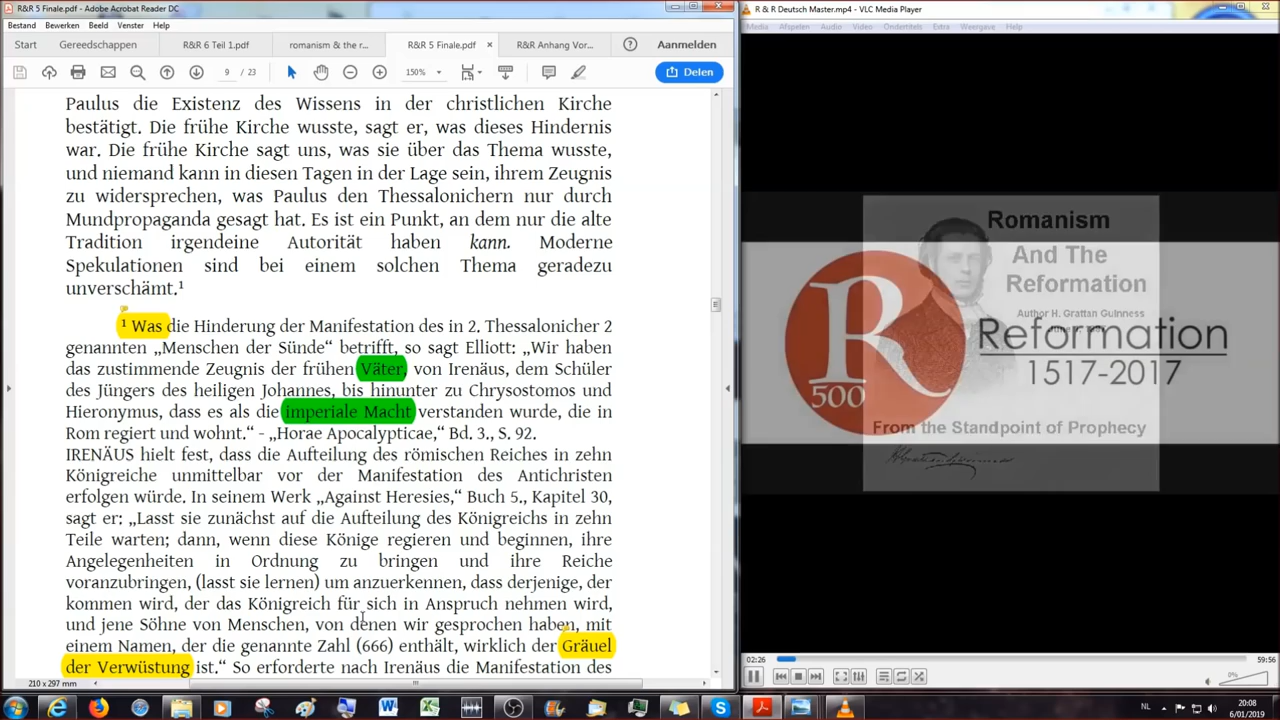 R&R 5 Finale.pdf - Adobe Acrobat Reader DC
Bestand Bewerken Beeld Venster Help
Start Gereedschappen R&R 6 Teil 1.pdf romanism & the r... R&R 5 Finale.pdf × R&R Anhang Vor... Aanmelden
9 / 23 150% Delen
Paulus die Existenz des Wissens in der christlichen Kirche
bestätigt. Die frühe Kirche wusste, sagt er, was dieses Hindernis
war. Die frühe Kirche sagt uns, was sie über das Thema wusste,
und niemand kann in diesen Tagen in der Lage sein, ihrem Zeugnis
zu widersprechen, was Paulus den Thessalonichern nur durch
Mundpropaganda gesagt hat. Es ist ein Punkt, an dem nur die alte
Tradition irgendeine Autorität haben kann. Moderne
Spekulationen sind bei einem solchen Thema geradezu
unverschämt.¹
¹ Was die Hinderung der Manifestation des in 2. Thessalonicher 2
genannten „Menschen der Sünde“ betrifft, so sagt Elliott: „Wir haben
das zustimmende Zeugnis der frühen Väter, von Irenäus, dem Schüler
des Jüngers des heiligen Johannes, bis hinunter zu Chrysostomos und
Hieronymus, dass es als die imperiale Macht verstanden wurde, die in
Rom regiert und wohnt.“ - „Horae Apocalypticae,“ Bd. 3., S. 92.
IRENÄUS hielt fest, dass die Aufteilung des römischen Reiches in zehn
Königreiche unmittelbar vor der Manifestation des Antichristen
erfolgen würde. In seinem Werk „Against Heresies,“ Buch 5., Kapitel 30,
sagt er: „Lasst sie zunächst auf die Aufteilung des Königreichs in zehn
Teile warten; dann, wenn diese Könige regieren und beginnen, ihre
Angelegenheiten in Ordnung zu bringen und ihre Reiche
voranzubringen, (lasst sie lernen) um anzuerkennen, dass derjenige, der
kommen wird, der das Königreich für sich in Anspruch nehmen wird,
und jene Söhne von Menschen, von denen wir gesprochen haben, mit
einem Namen, der die genannte Zahl (666) enthält, wirklich der Gräuel
der Verwüstung ist.“ So erforderte nach Irenäus die Manifestation des
210 x 297 mm
R & R Deutsch Master.mp4 - VLC Media Player
Media Afspelen Audio Video Ondertitels Extra Weergave Help
Romanism
And The
Reformation
Author H. Grattan Guinness
R
500
Reformation
1517-2017
From the Standpoint of Prophecy
02:26 59:56
0%
NL 20:08
6/01/2019